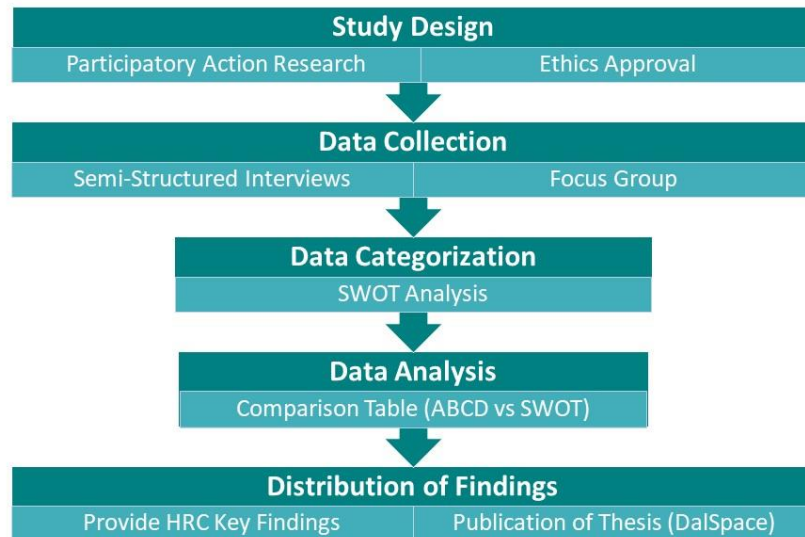 Study Design
Participatory Action Research
Ethics Approval
Data Collection
Semi-Structured Interviews
Focus Group
Data Categorization
SWOT Analysis
Data Analysis
Comparison Table (ABCD vs SWOT)
Distribution of Findings
Provide HRC Key Findings
Publication of Thesis (DalSpace)